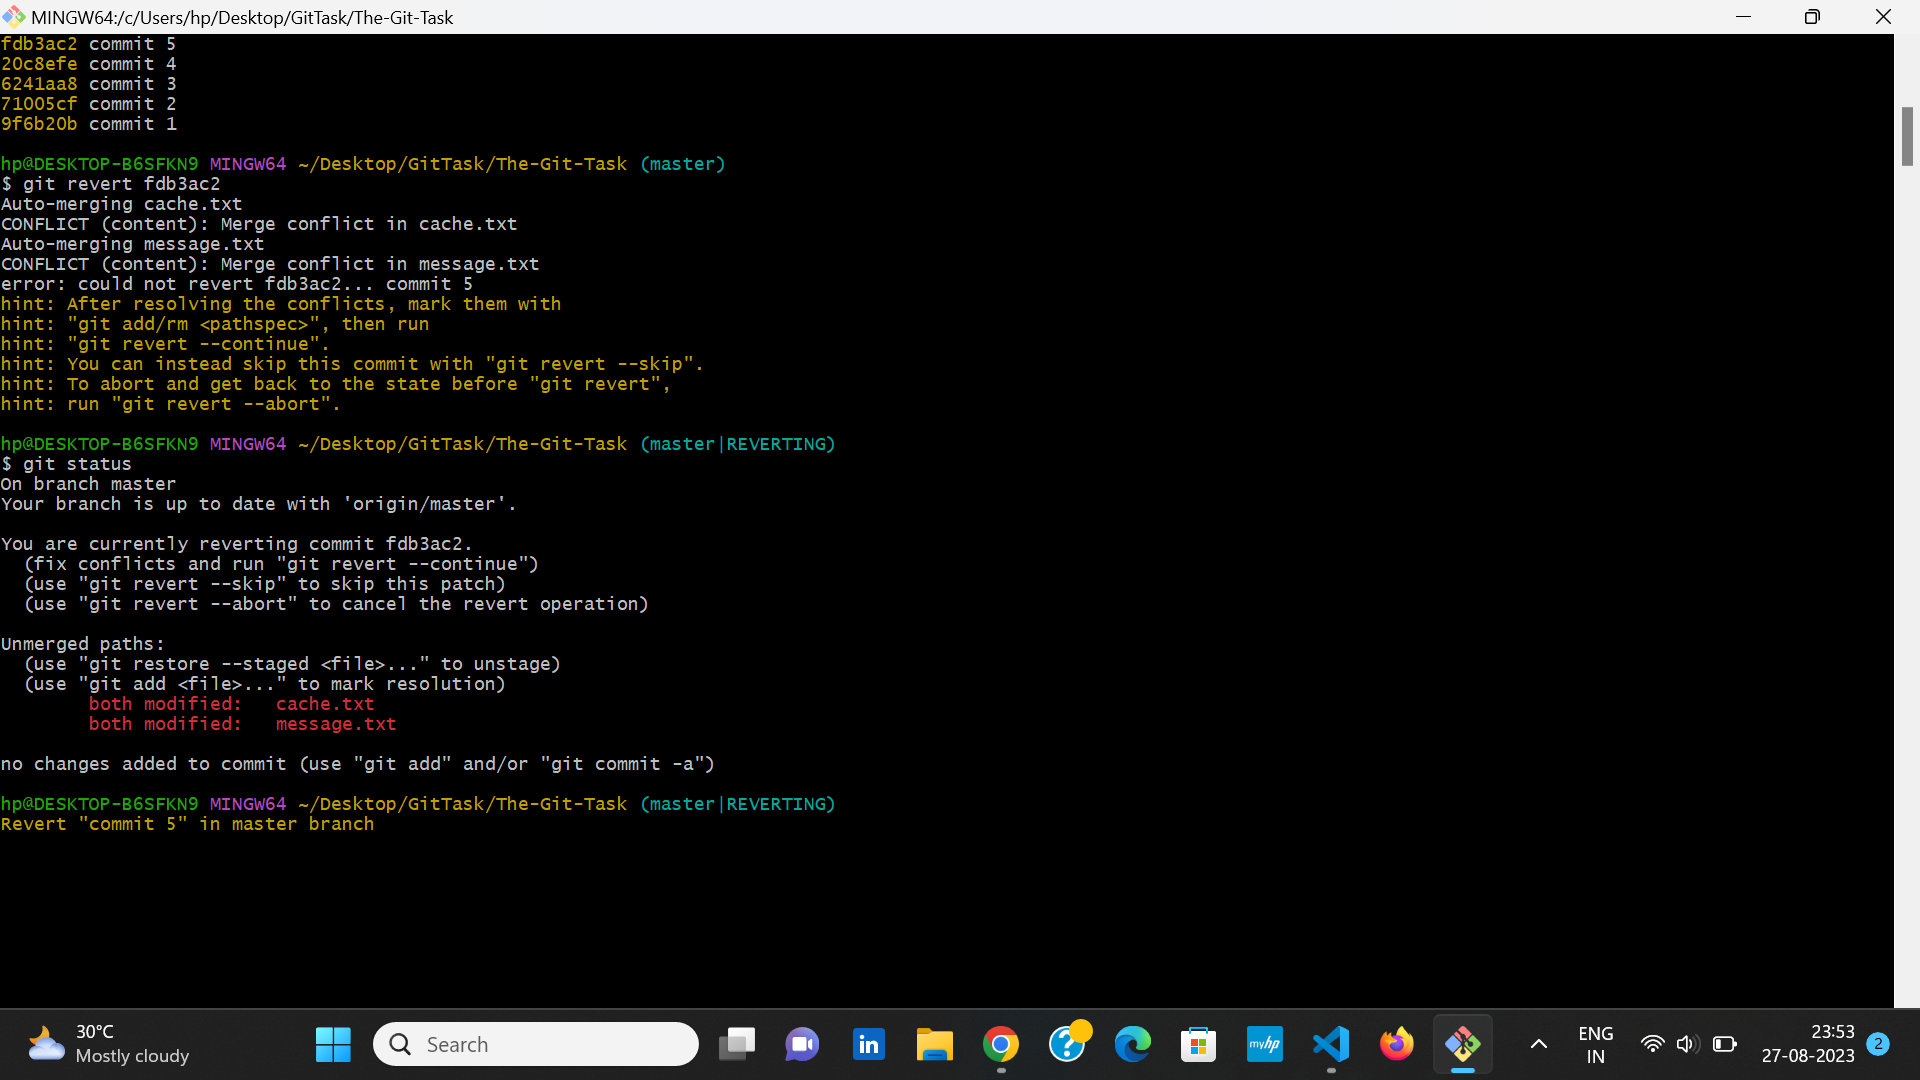 MINGW64:/c/Users/hp/Desktop/GitTask/The-Git-Task
fdb3ac2 commit 5
20c8efe commit 4
6241aa8 commit 3
71005cf commit 2
9f6b20b commit 1
hp@DESKTOP-B6SFKN9 MINGW64 ~/Desktop/GitTask/The-Git-Task (master)
$ git revert fdb3ac2
Auto-merging cache.txt
CONFLICT (content): Merge conflict in cache.txt
Auto-merging message.txt
CONFLICT (content): Merge conflict in message.txt
error: could not revert fdb3ac2... commit 5
hint: After resolving the conflicts, mark them with
hint: "git add/rm <pathspec>", then run
hint: "git revert --continue".
hint: You can instead skip this commit with "git revert --skip".
hint: To abort and get back to the state before "git revert",
hint: run "git revert --abort".
hp@DESKTOP-B6SFKN9 MINGW64 ~/Desktop/GitTask/The-Git-Task (master|REVERTING)
$ git status
On branch master
Your branch is up to date with 'origin/master'.
You are currently reverting commit fdb3ac2.
  (fix conflicts and run "git revert --continue")
  (use "git revert --skip" to skip this patch)
  (use "git revert --abort" to cancel the revert operation)
Unmerged paths:
  (use "git restore --staged <file>..." to unstage)
  (use "git add <file>..." to mark resolution)
        both modified:   cache.txt
        both modified:   message.txt
no changes added to commit (use "git add" and/or "git commit -a")
hp@DESKTOP-B6SFKN9 MINGW64 ~/Desktop/GitTask/The-Git-Task (master|REVERTING)
Revert "commit 5" in master branch
30°C
Mostly cloudy
Search
in
?
myhp
ENG
IN
23:53
27-08-2023
2